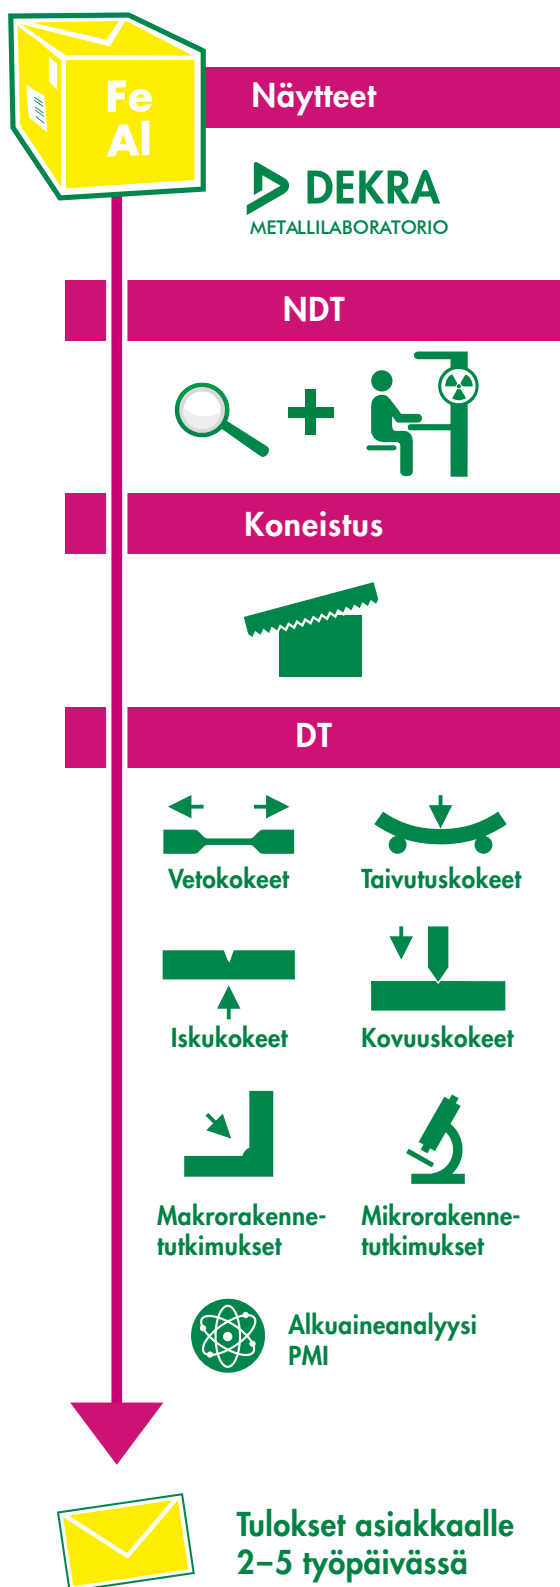 Fe
Al
Näytteet
DEKRA
METALLILABORATORIO
NDT
Koneistus
DT
Vetokokeet
Taivutuskokeet
Iskukokeet
Kovuuskokeet
Makrorakenne-
tutkimukset
Mikrorakenne-
tutkimukset
Alkuaineanalyysi
PMI
Tulokset asiakkaalle
2–5 työpäivässä